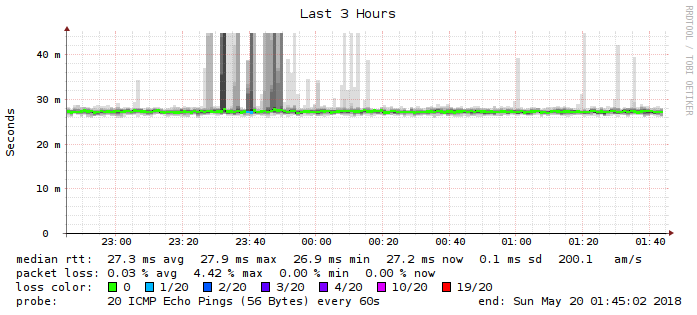 Last 3 Hours
RRDTOOL / TOBI OETIKER
Seconds
40 m
30 m
20 m
10 m
0
23:00 23:20 23:40 00:00 00:20 00:40 01:00 01:20 01:40
median rtt: 27.3 ms avg 27.9 ms max 26.9 ms min 27.2 ms now 0.1 ms sd 200.1 am/s
packet loss: 0.03 % avg 4.42 % max 0.00 % min 0.00 % now
loss color: 0 1/20 2/20 3/20 4/20 10/20 19/20
probe: 20 ICMP Echo Pings (56 Bytes) every 60s end: Sun May 20 01:45:02 2018